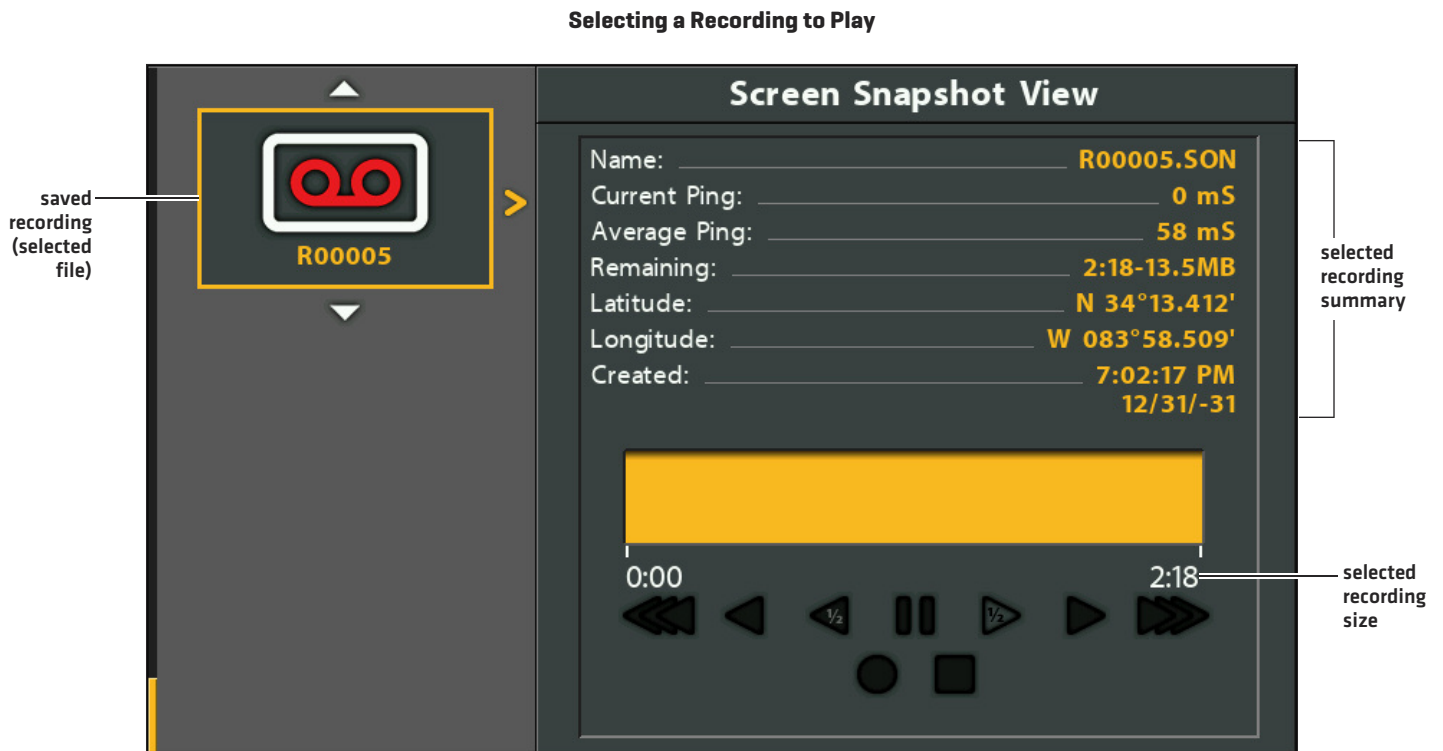 Selecting a Recording to Play
Screen Snapshot View
saved
recording
(selected
file)
R00005
Name: R00005.SON
Current Ping: 0 mS
Average Ping: 58 mS
Remaining: 2:18-13.5MB
Latitude: N 34°13.412'
Longitude: W 083°58.509'
Created: 7:02:17 PM
12/31/-31
selected
recording
summary
0:00 2:18
½ ½
selected
recording
size